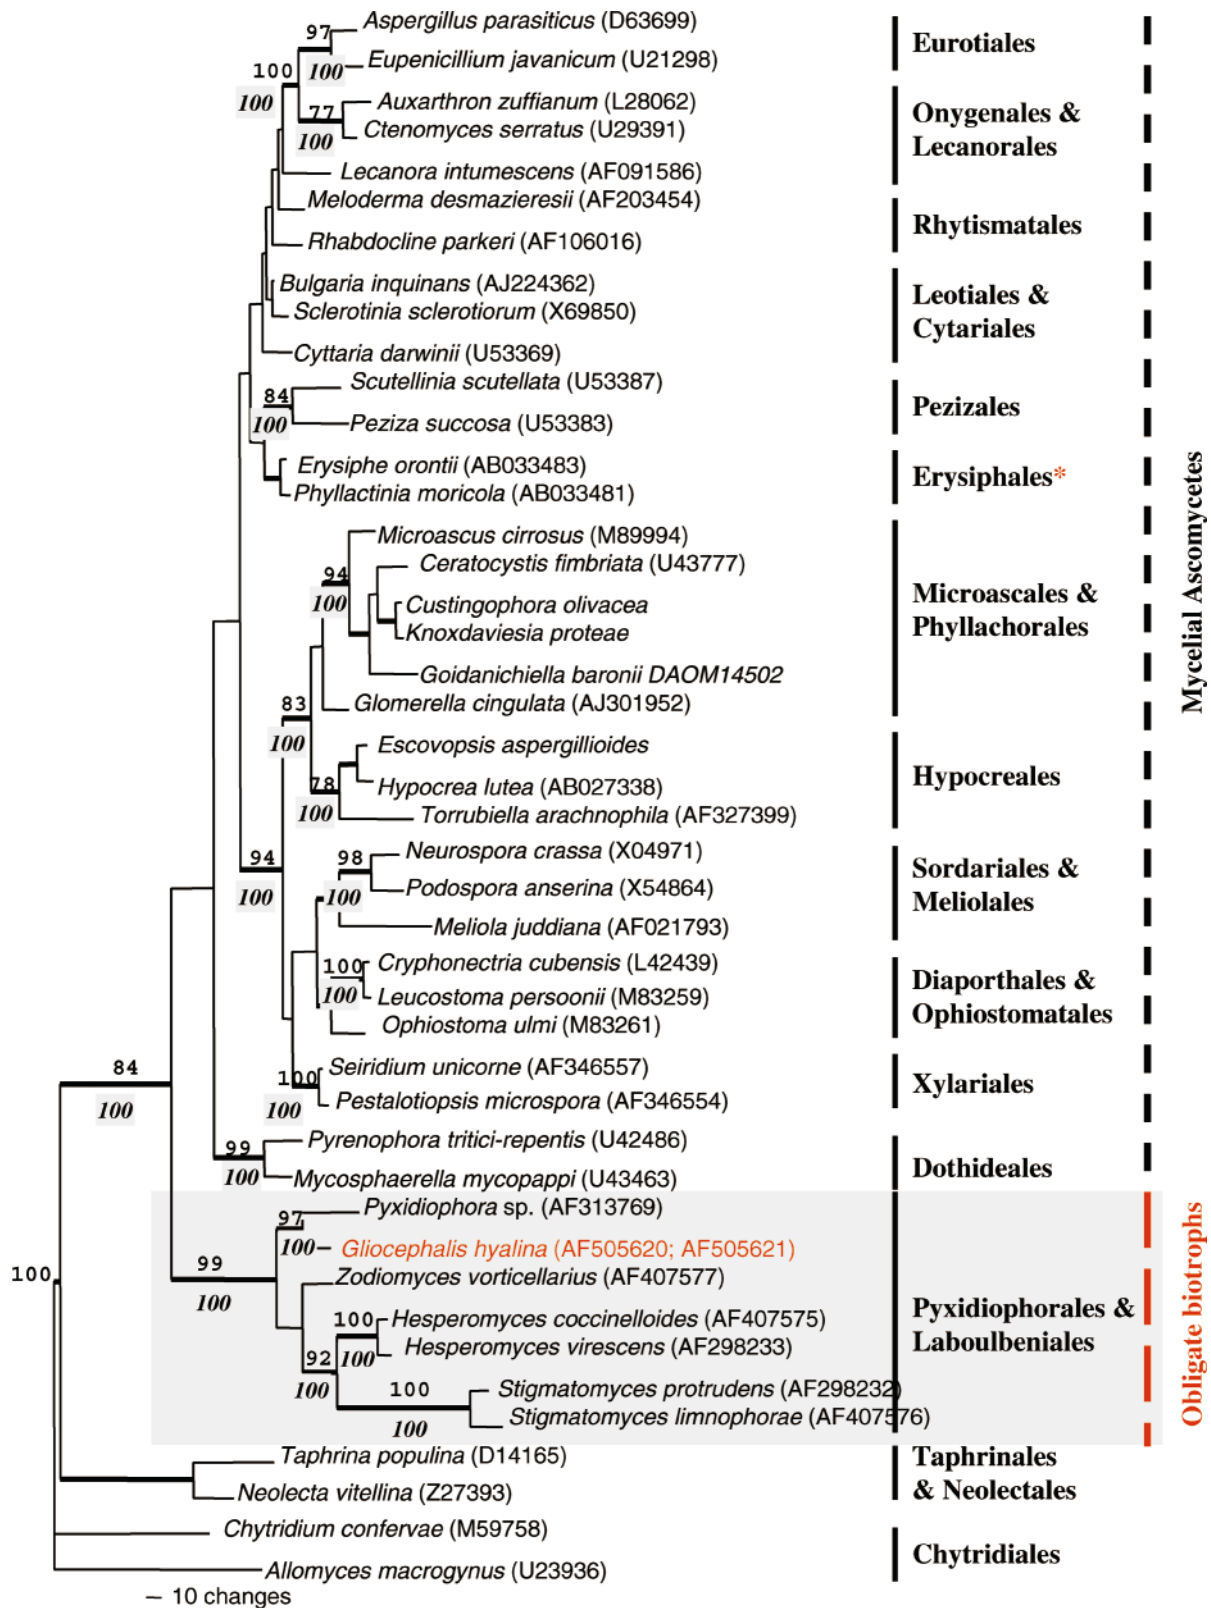 Aspergillus parasiticus (D63699)
97
Eupenicillium javanicum (U21298)
100
100
100
Eurotiales
Auxarthron zuffianum (L28062)
77
Ctenomyces serratus (U29391)
100
Lecanora intumescens (AF091586)
Onygenales &
Lecanorales
Meloderma desmazieresii (AF203454)
Rhabdocline parkeri (AF106016)
Rhytismatales
Bulgaria inquinans (AJ224362)
Sclerotinia sclerotiorum (X69850)
Cyttaria darwinii (U53369)
Leotiales &
Cytariales
Scutellinia scutellata (U53387)
84
100
Peziza succosa (U53383)
Pezizales
Erysiphe orontii (AB033483)
Phyllactinia moricola (AB033481)
Erysiphales*
Microascus cirrosus (M89994)
Ceratocystis fimbriata (U43777)
94
100
Custingophora olivacea
Knoxdaviesia proteae
Goidanichiella baronii DAOM14502
Glomerella cingulata (AJ301952)
Microascales &
Phyllachorales
83
100
Escovopsis aspergillioides
Hypocrea lutea (AB027338)
78
100
Torrubiella arachnophila (AF327399)
Hypocreales
94
100
Neurospora crassa (X04971)
98
100
Podospora anserina (X54864)
Meliola juddiana (AF021793)
Sordariales &
Meliolales
Cryphonectria cubensis (L42439)
100
100
Leucostoma persoonii (M83259)
Ophiostoma ulmi (M83261)
Diaporthales &
Ophiostomatales
Seiridium unicorne (AF346557)
100
100
Pestalotiopsis microspora (AF346554)
Xylariales
84
100
Pyrenophora tritici-repentis (U42486)
99
100
Mycosphaerella mycopappi (U43463)
Dothideales
Mycelial Ascomycetes
Pyxidiophora sp. (AF313769)
97
100
Gliocephalis hyalina (AF505620; AF505621)
99
100
Zodiomyces vorticellarius (AF407577)
Hesperomyces coccinelloides (AF407575)
100
100
Hesperomyces virescens (AF298233)
92
100
Stigmatomyces protrudens (AF298232)
100
100
Stigmatomyces limnophorae (AF407576)
Pyxidiophorales &
Laboulbeniales
Obligate biotrophs
100
Taphrina populina (D14165)
Neolecta vitellina (Z27393)
Taphrinales
& Neolectales
Chytridium confervae (M59758)
Allomyces macrogynus (U23936)
Chytridiales
10 changes